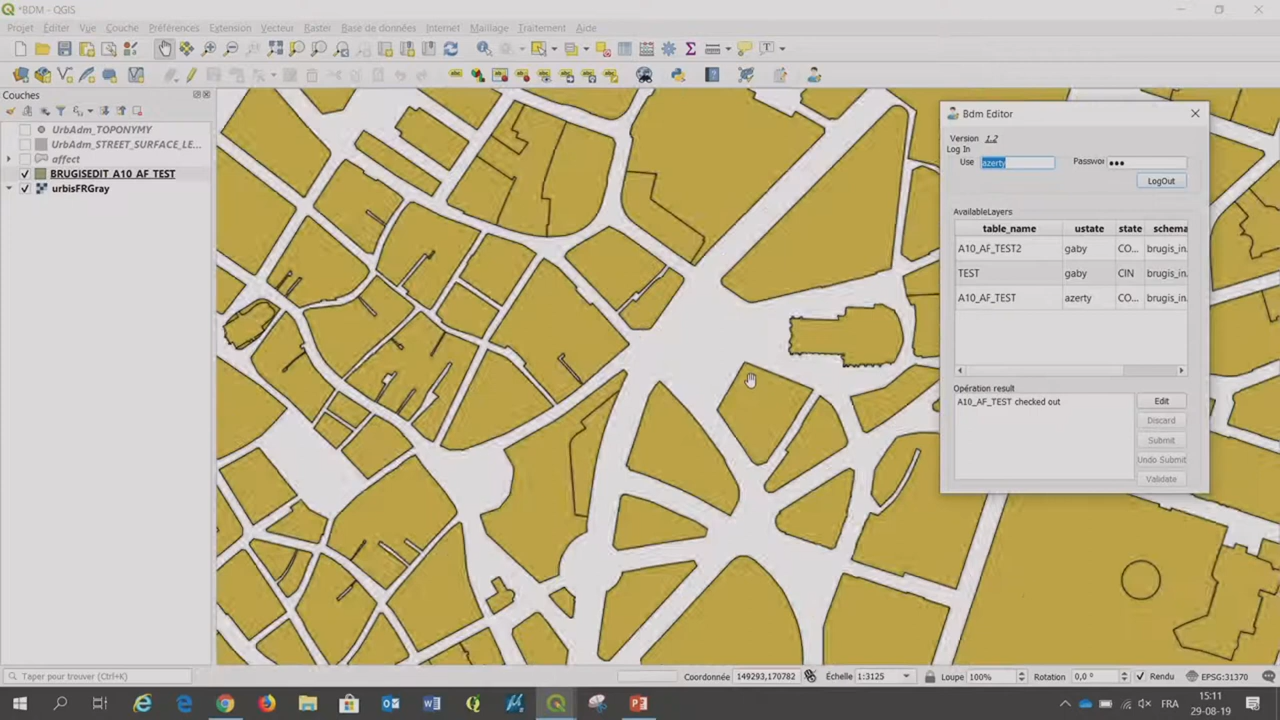 *BDM - QGIS
Projet Éditer Vue Couche Préférences Extension Vecteur Raster Base de données Internet Maillage Traitement Aide
Couches
UrbAdm_TOPONYMY
UrbAdm_STREET_SURFACE_LE...
affect
BRUGISEDIT A10 AF TEST
urbisFRGray
Bdm Editor
Version 1.2
Log In
Use azerty Passwor ●●●
LogOut
AvailableLayers
table_name ustate state schema
A10_AF_TEST2 gaby CO... brugis_in.
TEST gaby CIN brugis_in.
A10_AF_TEST azerty CO... brugis_in.
Opération result
A10_AF_TEST checked out
Edit
Discard
Submit
Undo Submit
Validate
Taper pour trouver (Ctrl+K)
Coordonnée 149293,170782 Échelle 1:3125 Loupe 100% Rotation 0,0 ° Rendu EPSG:31370
15:11
FRA
29-08-19